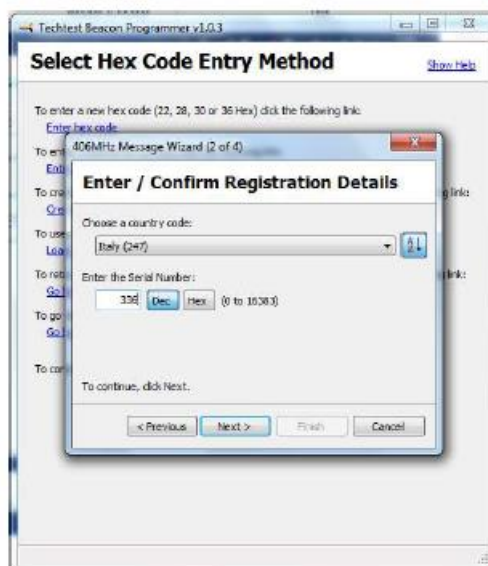 Techtest Beacon Programmer v1.0.3
Select Hex Code Entry Method
Show Help
To enter a new hex code (22, 28, 30 or 36 Hex) click the following link:
Enter hex code
406MHz Message Wizard (2 of 4)
Enter / Confirm Registration Details
Choose a country code:
Italy (247)
Enter the Serial Number:
336 Dec Hex (0 to 16383)
To continue, click Next.
< Previous Next > Finish Cancel